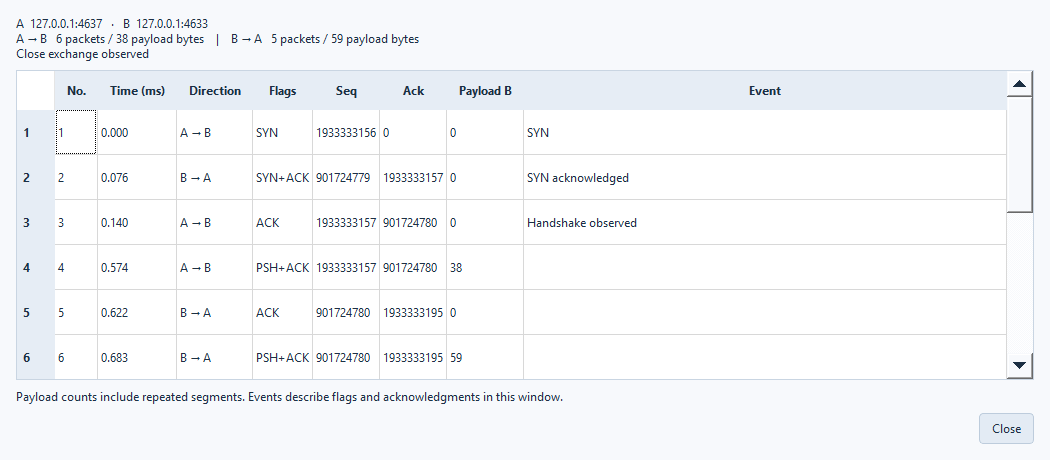 A 127.0.0.1:4637 · B 127.0.0.1:4633
A → B 6 packets / 38 payload bytes | B → A 5 packets / 59 payload bytes
Close exchange observed
No. Time (ms) Direction Flags Seq Ack Payload B Event
1 1 0.000 A → B SYN 1933333156 0 0 SYN
2 2 0.076 B → A SYN+ACK 901724779 1933333157 0 SYN acknowledged
3 3 0.140 A → B ACK 1933333157 901724780 0 Handshake observed
4 4 0.574 A → B PSH+ACK 1933333157 901724780 38
5 5 0.622 B → A ACK 901724780 1933333195 0
6 6 0.683 B → A PSH+ACK 901724780 1933333195 59
Payload counts include repeated segments. Events describe flags and acknowledgments in this window.
Close